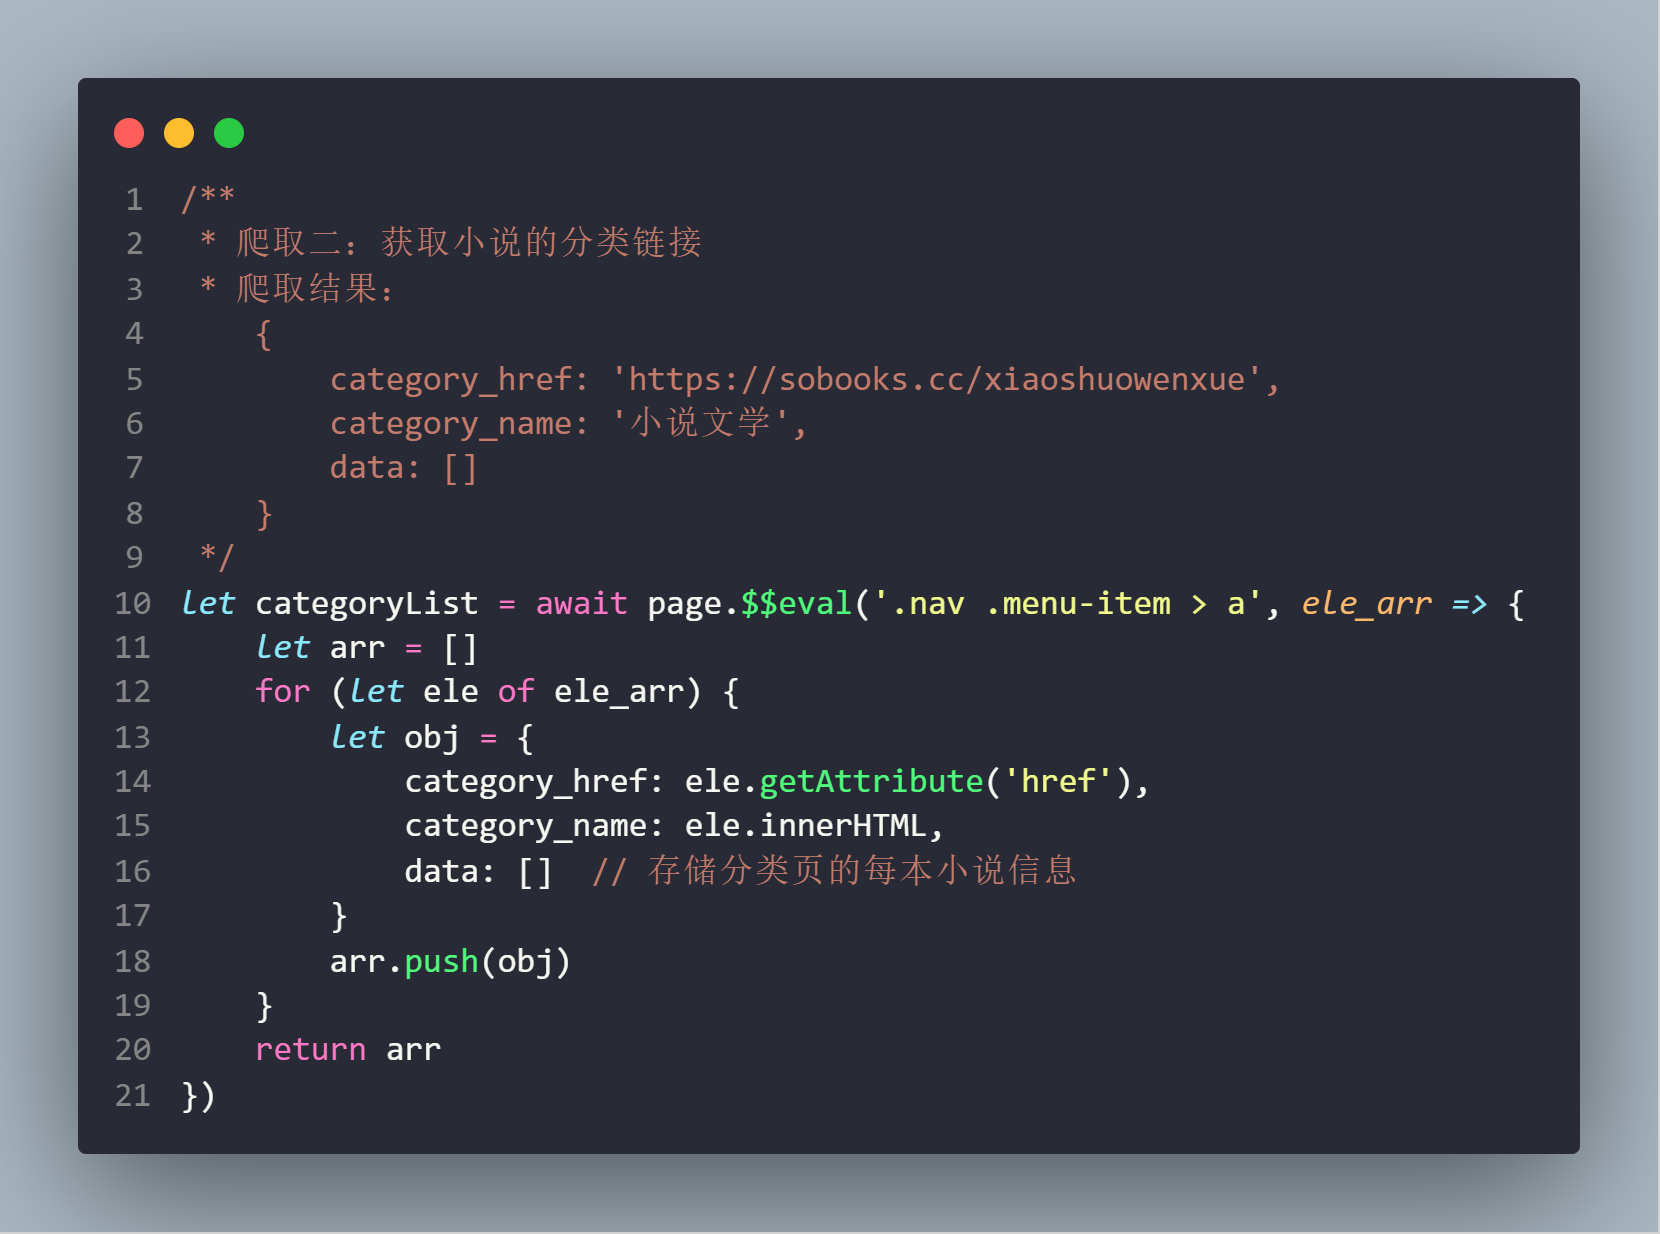 1 /**
2  * 爬取二：获取小说的分类链接
3  * 爬取结果：
4     {
5         category_href: 'https://sobooks.cc/xiaoshuowenxue',
6         category_name: '小说文学',
7         data: []
8     }
9  */
10 let categoryList = await page.$$eval('.nav .menu-item > a', ele_arr => {
11     let arr = []
12     for (let ele of ele_arr) {
13         let obj = {
14             category_href: ele.getAttribute('href'),
15             category_name: ele.innerHTML,
16             data: []  // 存储分类页的每本小说信息
17         }
18         arr.push(obj)
19     }
20     return arr
21 })